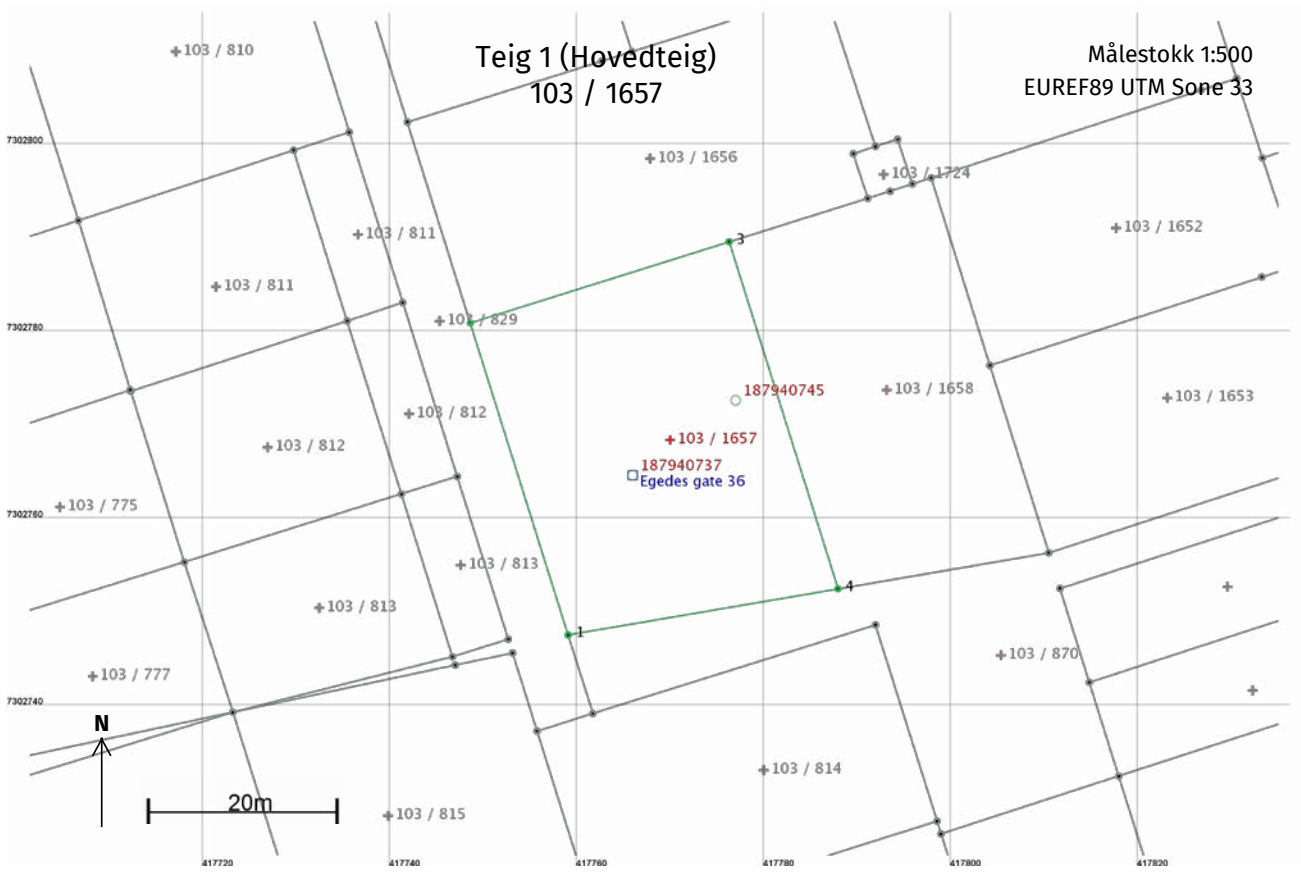 Teig 1 (Hovedteig)
103 / 1657
Målestokk 1:500
EUREF89 UTM Sone 33
103 / 810
7302800
103 / 1656
103 / 1724
103 / 811
3
103 / 1652
103 / 811
103 / 829
7302780
187940745
103 / 1658
103 / 1653
103 / 812
103 / 1657
103 / 812
187940737
Egedes gate 36
103 / 775
7302760
103 / 813
4
103 / 813
1
103 / 870
103 / 777
7302740
N
103 / 814
20m
103 / 815
417720
417740
417760
417780
417800
417820